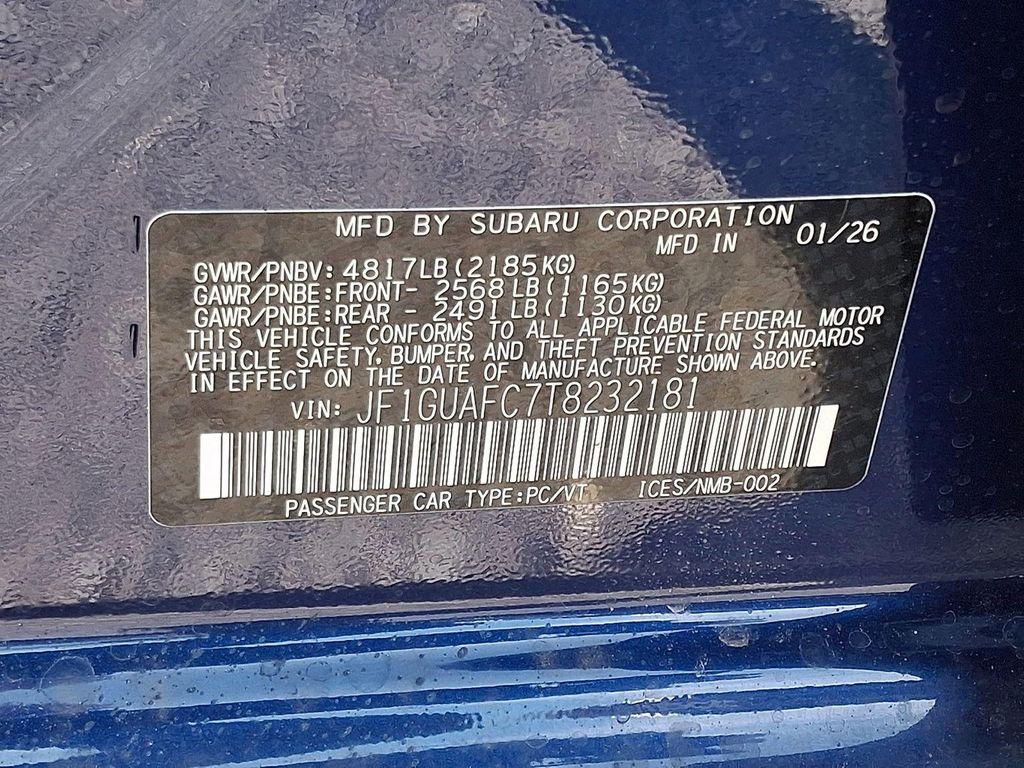 MFD BY SUBARU CORPORATION
MFD IN 01/26
GVWR/PNBV: 4817LB(2185KG)
GAWR/PNBE:FRONT- 2568LB(1165KG)
GAWR/PNBE:REAR - 2491LB(1130KG)
THIS VEHICLE CONFORMS TO ALL APPLICABLE FEDERAL MOTOR
VEHICLE SAFETY, BUMPER, AND THEFT PREVENTION STANDARDS
IN EFFECT ON THE DATE OF MANUFACTURE SHOWN ABOVE.
VIN: JF1GUAFC7T8232181
PASSENGER CAR TYPE:PC/VT ICES/NMB-002